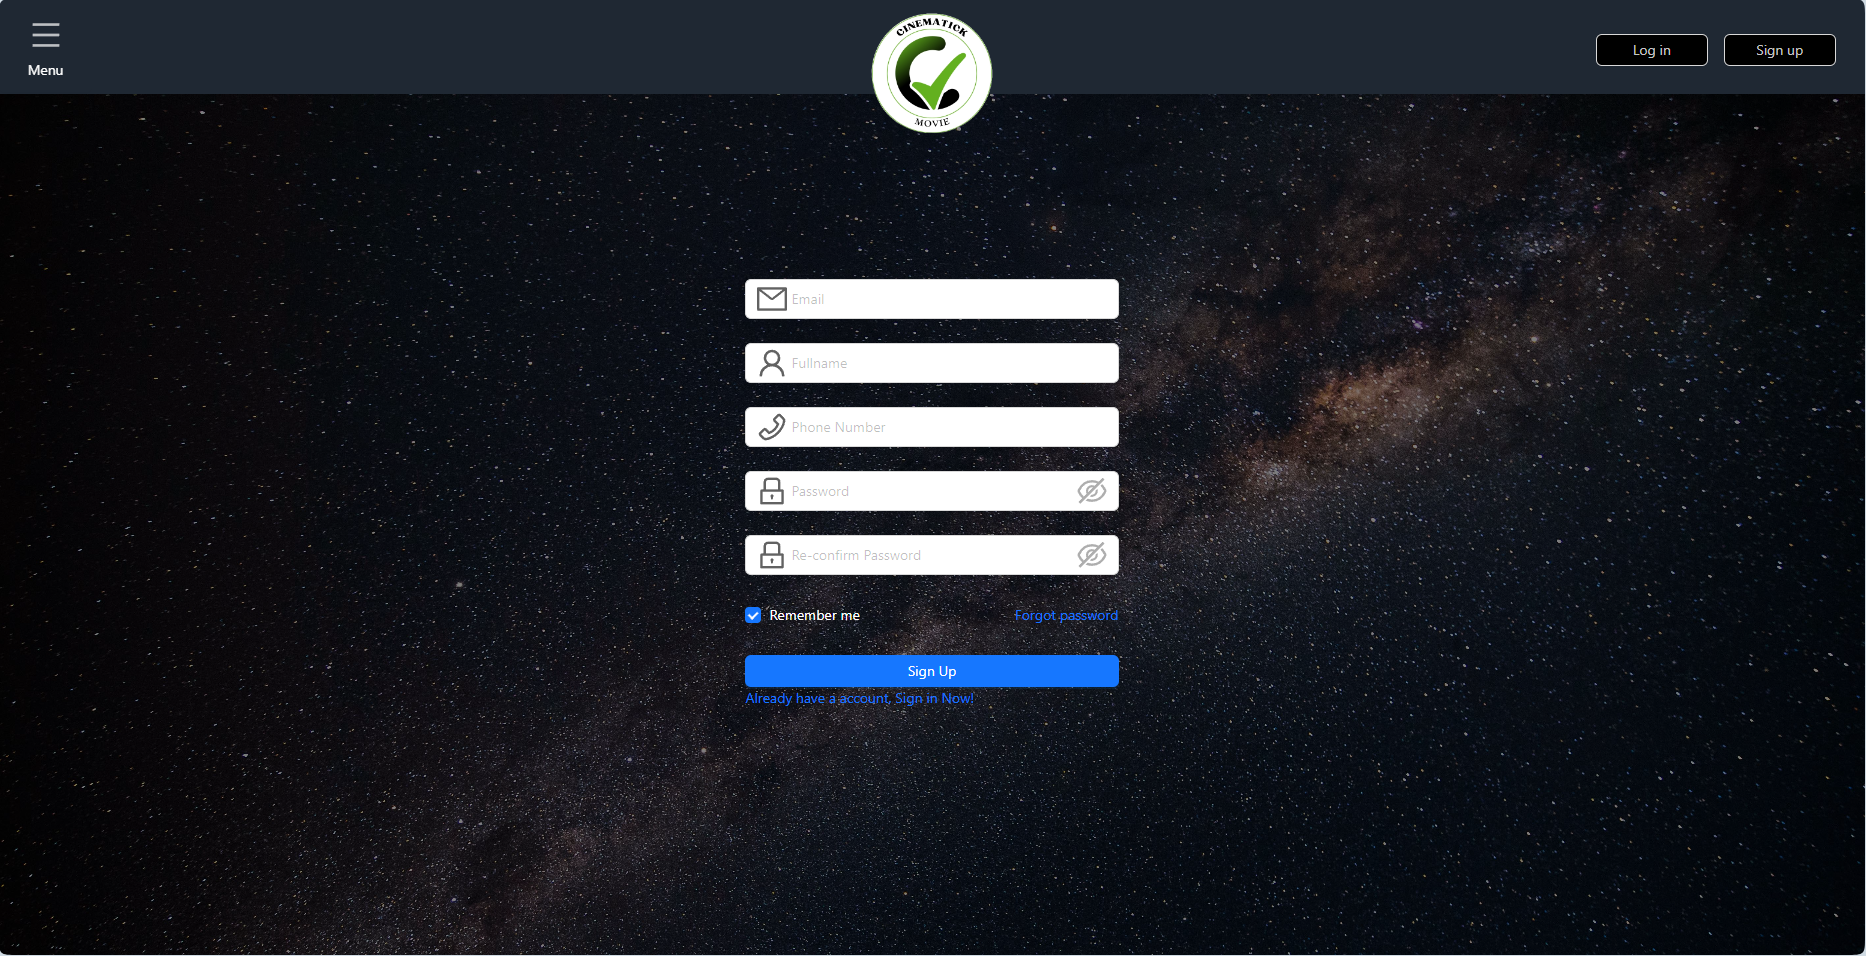 Menu
CINEMATICK
MOVIE
Log in
Sign up
Email
Fullname
Phone Number
Password
Re-confirm Password
Remember me
Forgot password
Sign Up
Already have a account, Sign in Now!